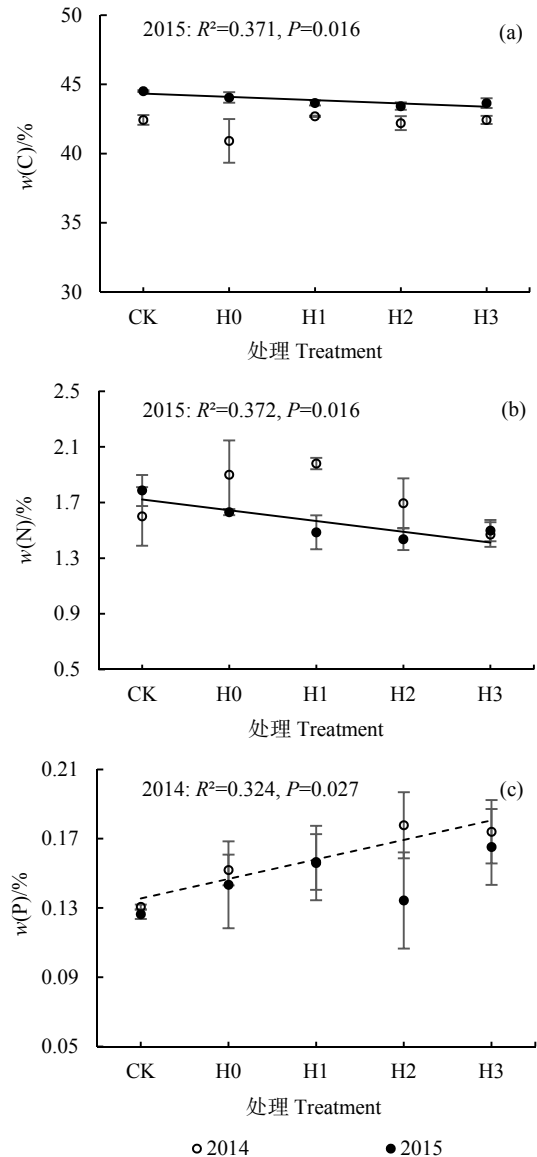 2015: R²=0.371, P=0.016
(a)
50
45
40
35
30
w(C)/%
CK H0 H1 H2 H3
处理 Treatment
2015: R²=0.372, P=0.016
(b)
2.5
2.1
1.7
1.3
0.9
0.5
w(N)/%
CK H0 H1 H2 H3
处理 Treatment
2014: R²=0.324, P=0.027
(c)
0.21
0.17
0.13
0.09
0.05
w(P)/%
CK H0 H1 H2 H3
处理 Treatment
2014 2015